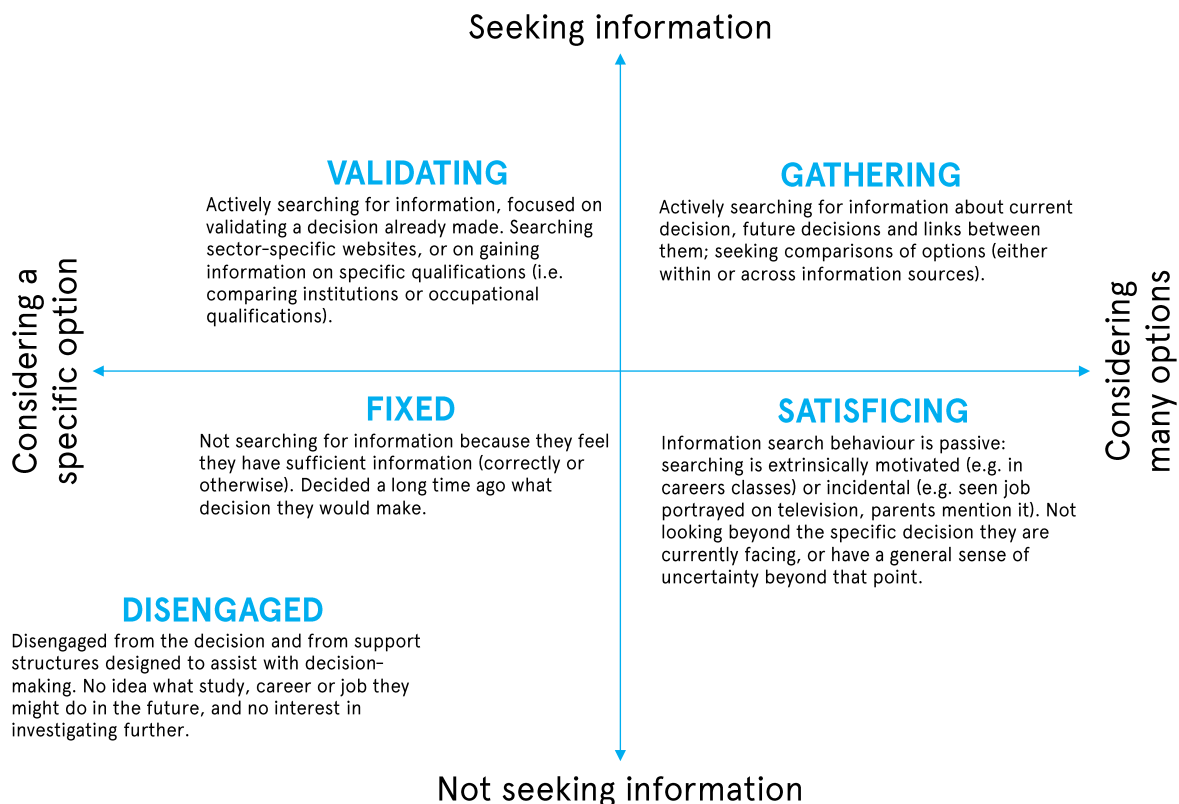 Seeking information
VALIDATING
Actively searching for information, focused on
validating a decision already made. Searching
sector-specific websites, or on gaining
information on specific qualifications (i.e.
comparing institutions or occupational
qualifications).
GATHERING
Actively searching for information about current
decision, future decisions and links between
them; seeking comparisons of options (either
within or across information sources).
Considering a
specific option
Considering
many options
FIXED
Not searching for information because they feel
they have sufficient information (correctly or
otherwise). Decided a long time ago what
decision they would make.
SATISFICING
Information search behaviour is passive:
searching is extrinsically motivated (e.g. in
careers classes) or incidental (e.g. seen job
portrayed on television, parents mention it). Not
looking beyond the specific decision they are
currently facing, or have a general sense of
uncertainty beyond that point.
DISENGAGED
Disengaged from the decision and from support
structures designed to assist with decision-
making. No idea what study, career or job they
might do in the future, and no interest in
investigating further.
Not seeking information